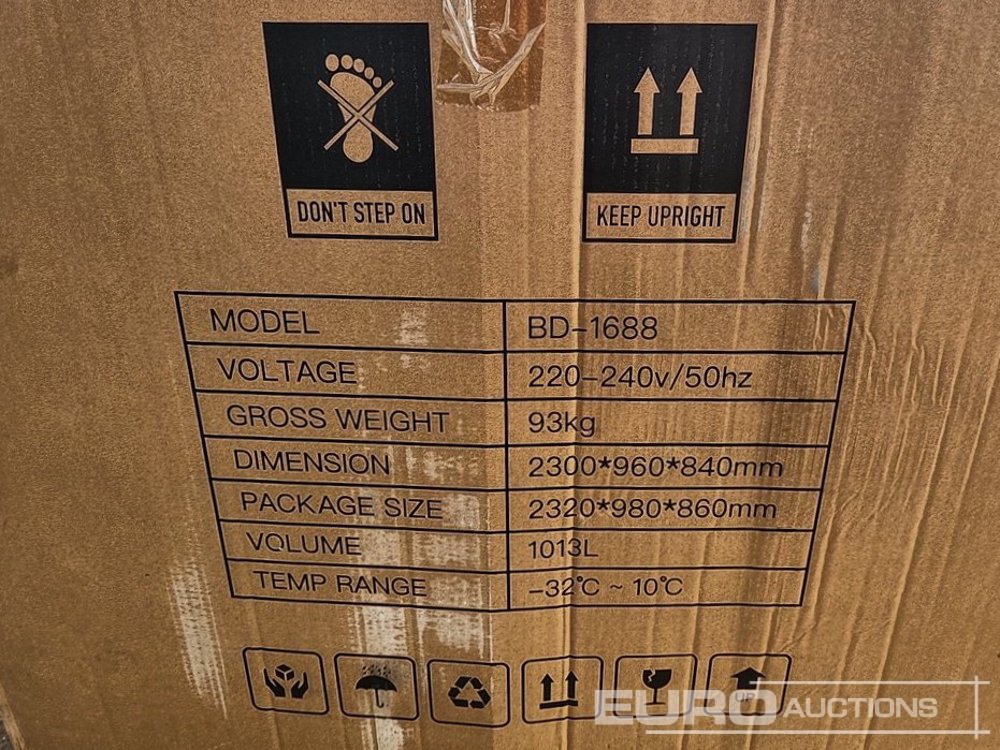 DON'T STEP ON
KEEP UPRIGHT
MODEL BD-1688
VOLTAGE 220-240v/50hz
GROSS WEIGHT 93kg
DIMENSION 2300*960*840mm
PACKAGE SIZE 2320*980*860mm
VOLUME 1013L
TEMP RANGE -32℃ ~ 10℃
EURO AUCTIONS